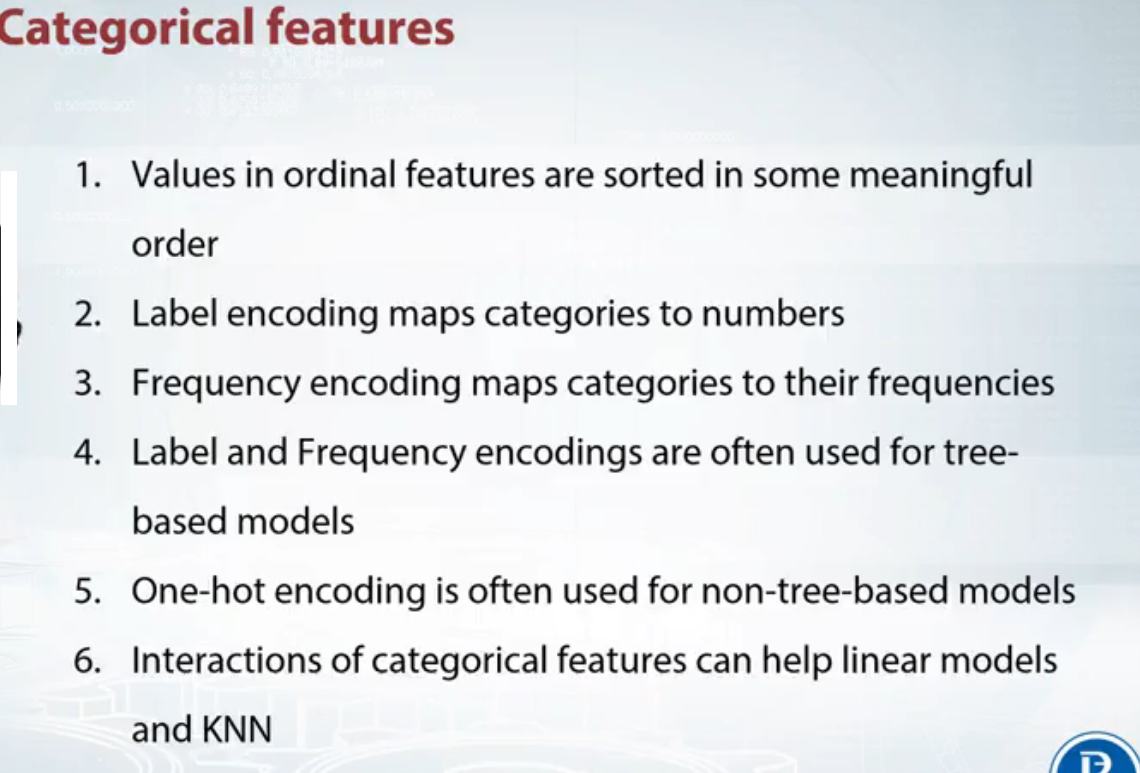 Categorical features
1. Values in ordinal features are sorted in some meaningful
order
2. Label encoding maps categories to numbers
3. Frequency encoding maps categories to their frequencies
4. Label and Frequency encodings are often used for tree-
based models
5. One-hot encoding is often used for non-tree-based models
6. Interactions of categorical features can help linear models
and KNN